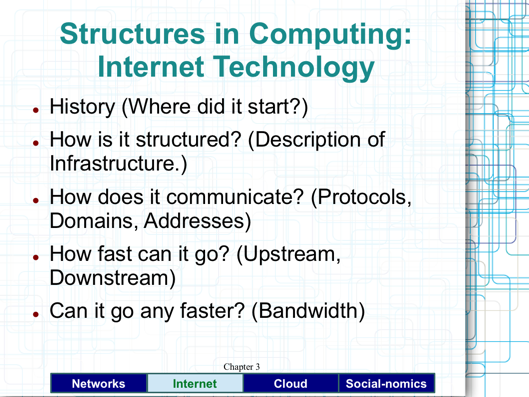 Structures in Computing:
Internet Technology
History (Where did it start?)
How is it structured? (Description of
Infrastructure.)
How does it communicate? (Protocols,
Domains, Addresses)
How fast can it go? (Upstream,
Downstream)
Can it go any faster? (Bandwidth)
Chapter 3
Networks Internet Cloud Social-nomics